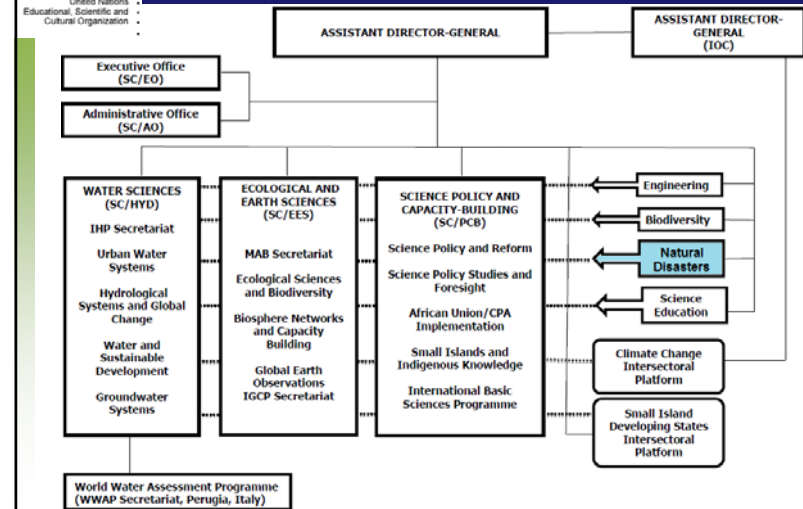 United Nations
Educational, Scientific and
Cultural Organization
ASSISTANT DIRECTOR-GENERAL
ASSISTANT DIRECTOR-
GENERAL
(IOC)
Executive Office
(SC/EO)
Administrative Office
(SC/AO)
WATER SCIENCES
(SC/HYD)
IHP Secretariat
Urban Water
Systems
Hydrological
Systems and Global
Change
Water and
Sustainable
Development
Groundwater
Systems
ECOLOGICAL AND
EARTH SCIENCES
(SC/EES)
MAB Secretariat
Ecological Sciences
and Biodiversity
Biosphere Networks
and Capacity
Building
Global Earth
Observations
IGCP Secretariat
SCIENCE POLICY AND
CAPACITY-BUILDING
(SC/PCB)
Science Policy and Reform
Science Policy Studies and
Foresight
African Union/CPA
Implementation
Small Islands and
Indigenous Knowledge
International Basic
Sciences Programme
Engineering
Biodiversity
Natural
Disasters
Science
Education
Climate Change
Intersectoral
Platform
Small Island
Developing States
Intersectoral
Platform
World Water Assessment Programme
(WWAP Secretariat, Perugia, Italy)